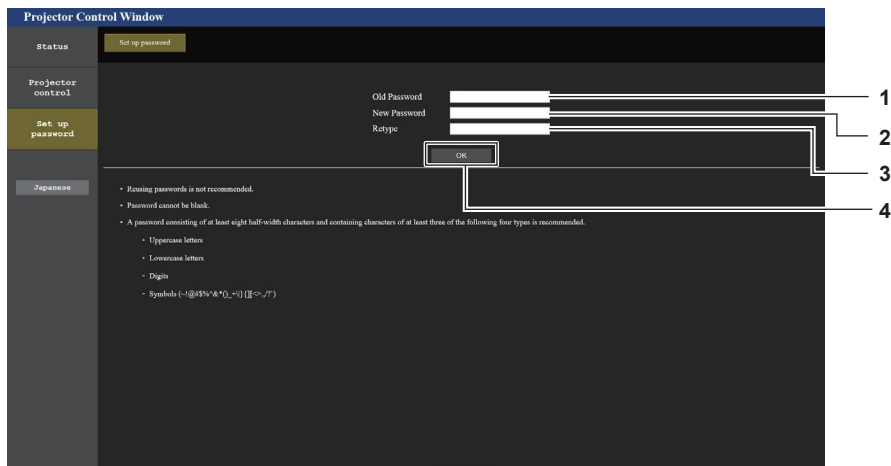 Projector Control Window
Status
Set up password
Projector
control
Set up
password
Japanese
Old Password
New Password
Retype
OK
1
2
3
4
• Reusing passwords is not recommended.
• Password cannot be blank.
• A password consisting of at least eight half-width characters and containing characters of at least three of the following four types is recommended.
• Uppercase letters
• Lowercase letters
• Digits
• Symbols (~!@#$%^&*()_+\|}{][<>.,/?`)